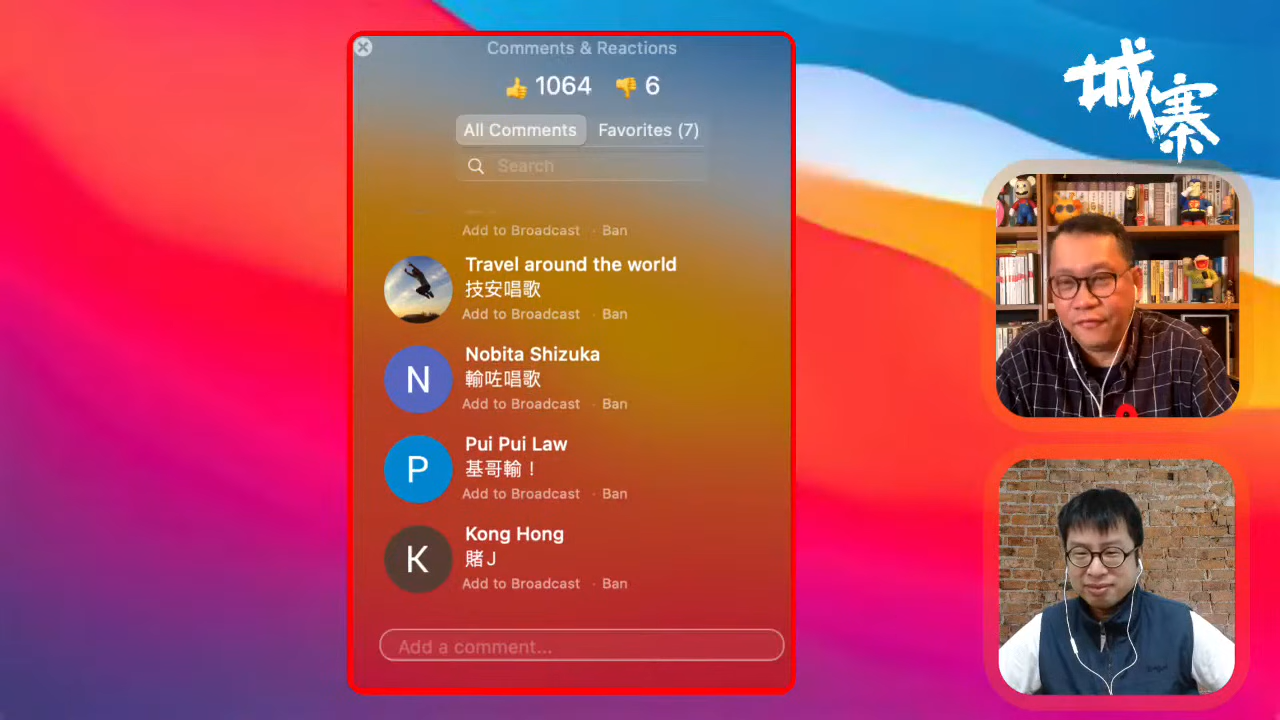 Comments & Reactions
👍 1064 👎 6
All Comments Favorites (7)
Search
Add to Broadcast · Ban
Travel around the world
技安唱歌
Add to Broadcast · Ban
N
Nobita Shizuka
輸咗唱歌
Add to Broadcast · Ban
P
Pui Pui Law
基哥輸！
Add to Broadcast · Ban
K
Kong Hong
賭J
Add to Broadcast · Ban
Add a comment...
城寨